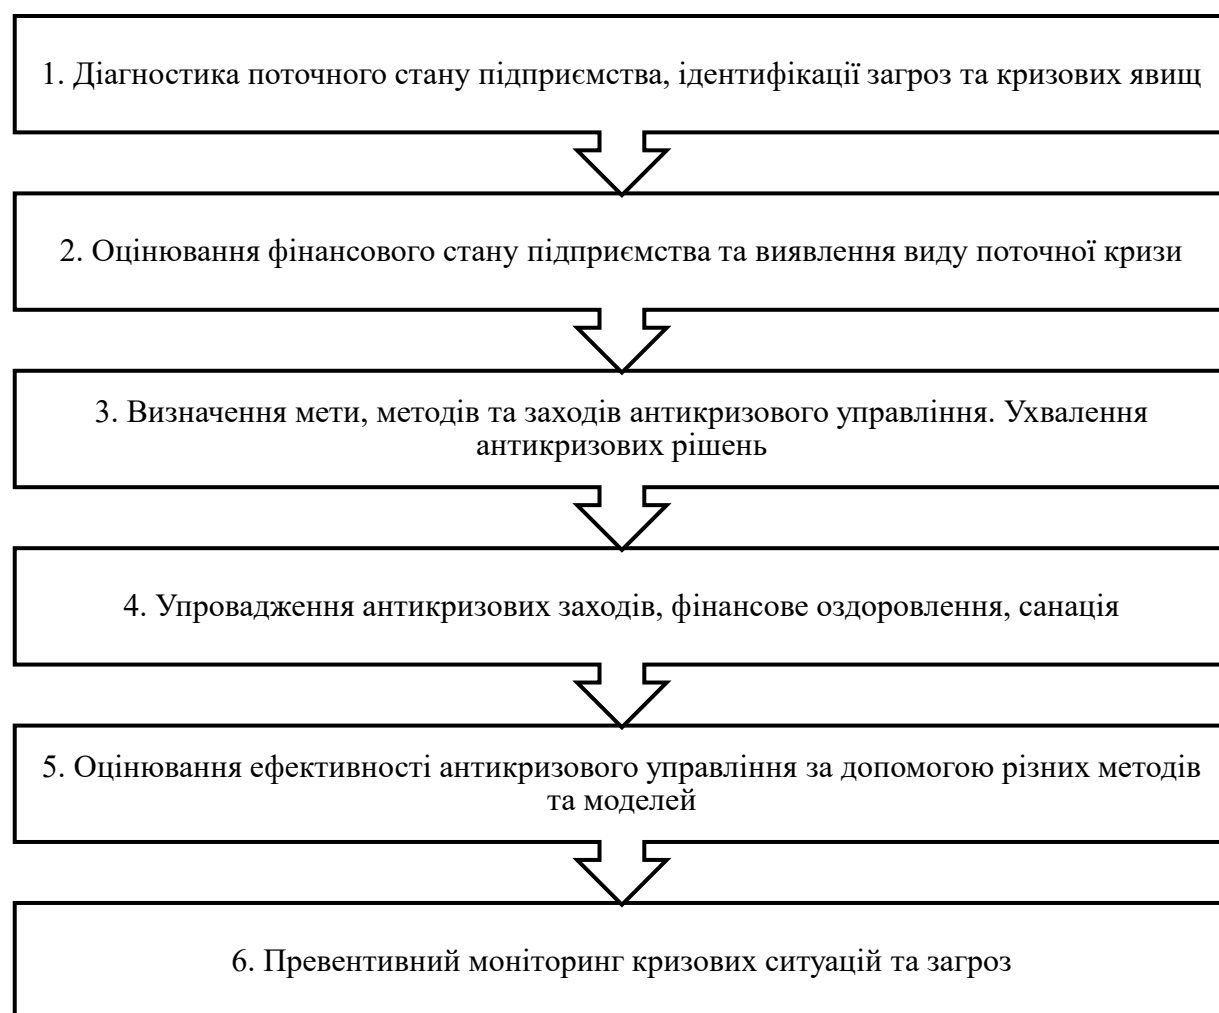 1. Діагностика поточного стану підприємства, ідентифікації загроз та кризових явищ
2. Оцінювання фінансового стану підприємства та виявлення виду поточної кризи
3. Визначення мети, методів та заходів антикризового управління. Ухвалення
антикризових рішень
4. Упровадження антикризових заходів, фінансове оздоровлення, санація
5. Оцінювання ефективності антикризового управління за допомогою різних методів
та моделей
6. Превентивний моніторинг кризових ситуацій та загроз